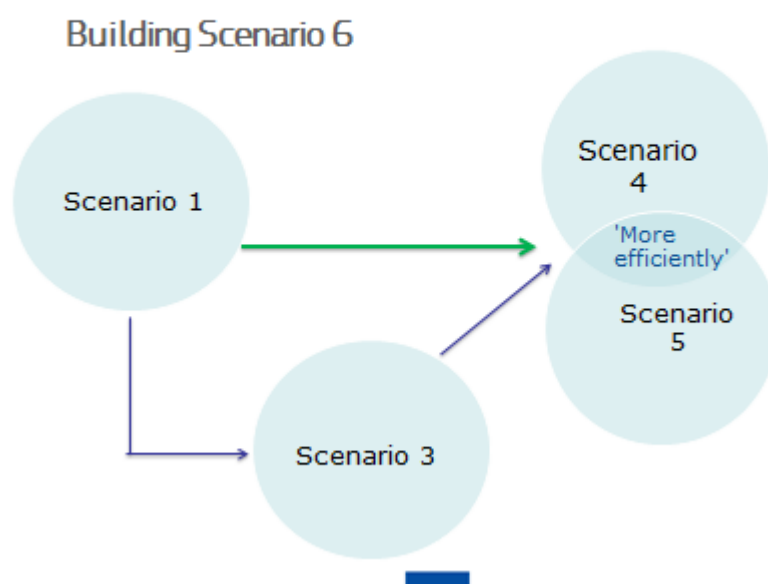 Building Scenario 6
Scenario 1
Scenario
4
'More
efficiently'
Scenario
5
Scenario 3